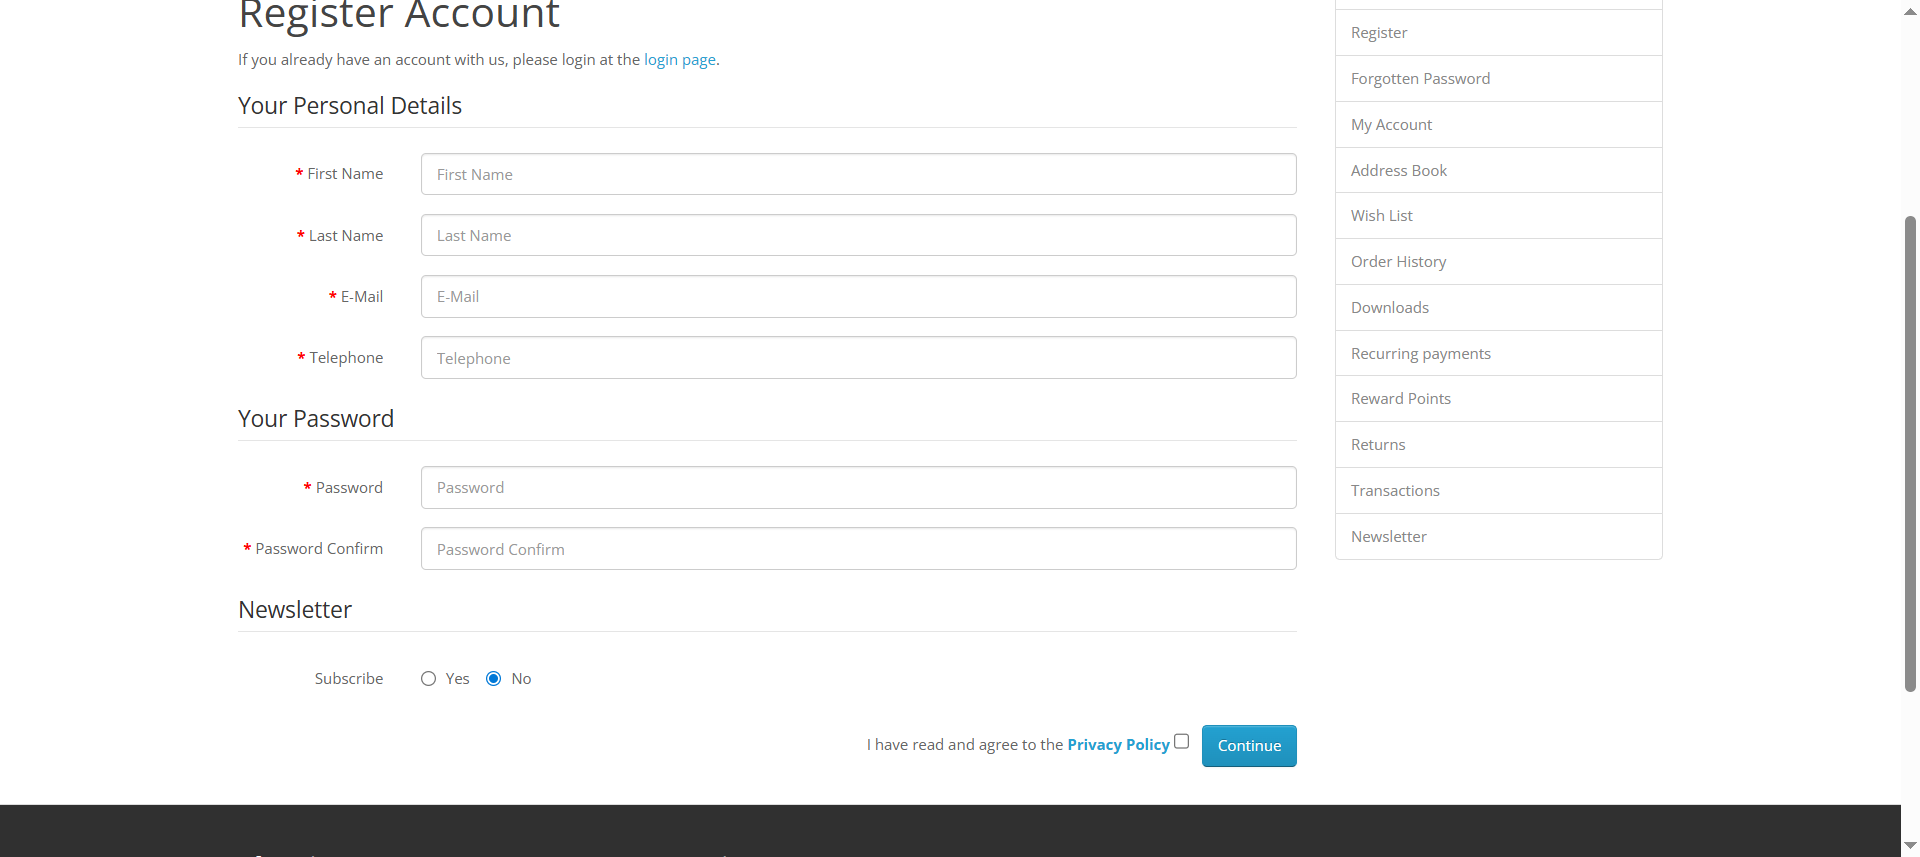 Register Account
If you already have an account with us, please login at the login page.
Your Personal Details
* First Name
First Name
* Last Name
Last Name
* E-Mail
E-Mail
* Telephone
Telephone
Your Password
* Password
Password
* Password Confirm
Password Confirm
Newsletter
Subscribe Yes No
I have read and agree to the Privacy Policy Continue
Register
Forgotten Password
My Account
Address Book
Wish List
Order History
Downloads
Recurring payments
Reward Points
Returns
Transactions
Newsletter